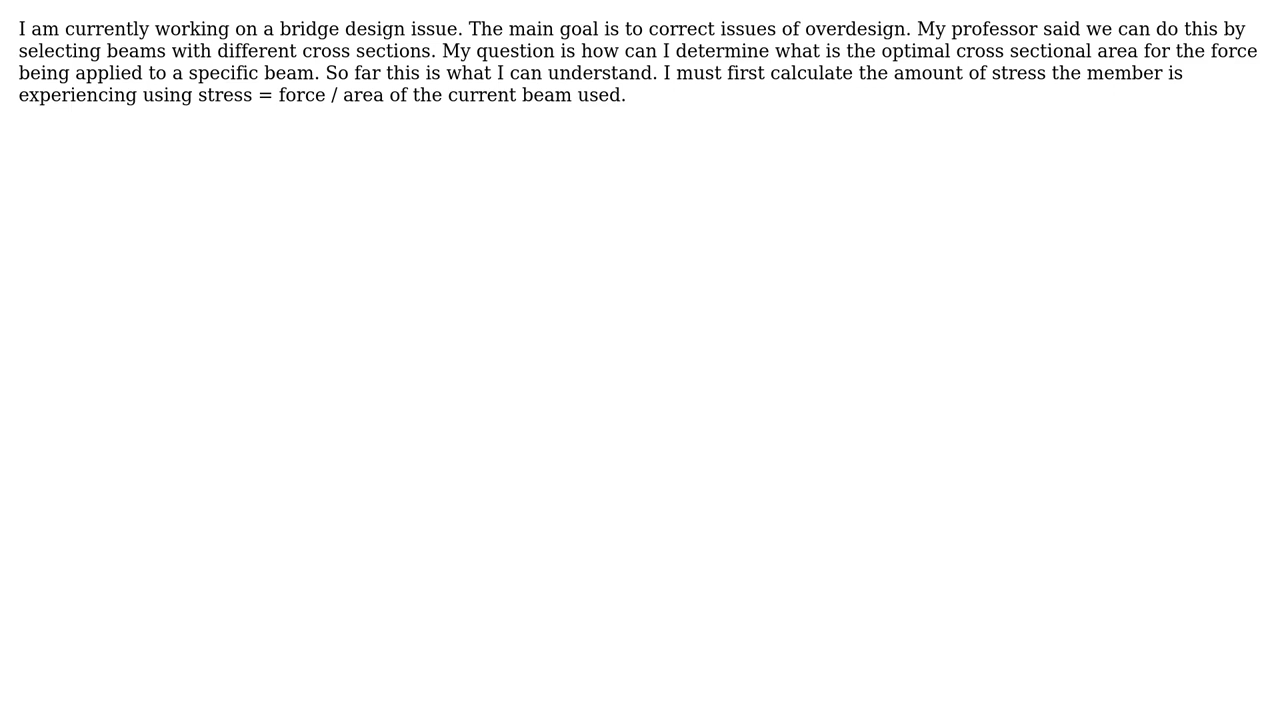 I am currently working on a bridge design issue. The main goal is to correct issues of overdesign. My professor said we can do this by
selecting beams with different cross sections. My question is how can I determine what is the optimal cross sectional area for the force
being applied to a specific beam. So far this is what I can understand. I must first calculate the amount of stress the member is
experiencing using stress = force / area of the current beam used.